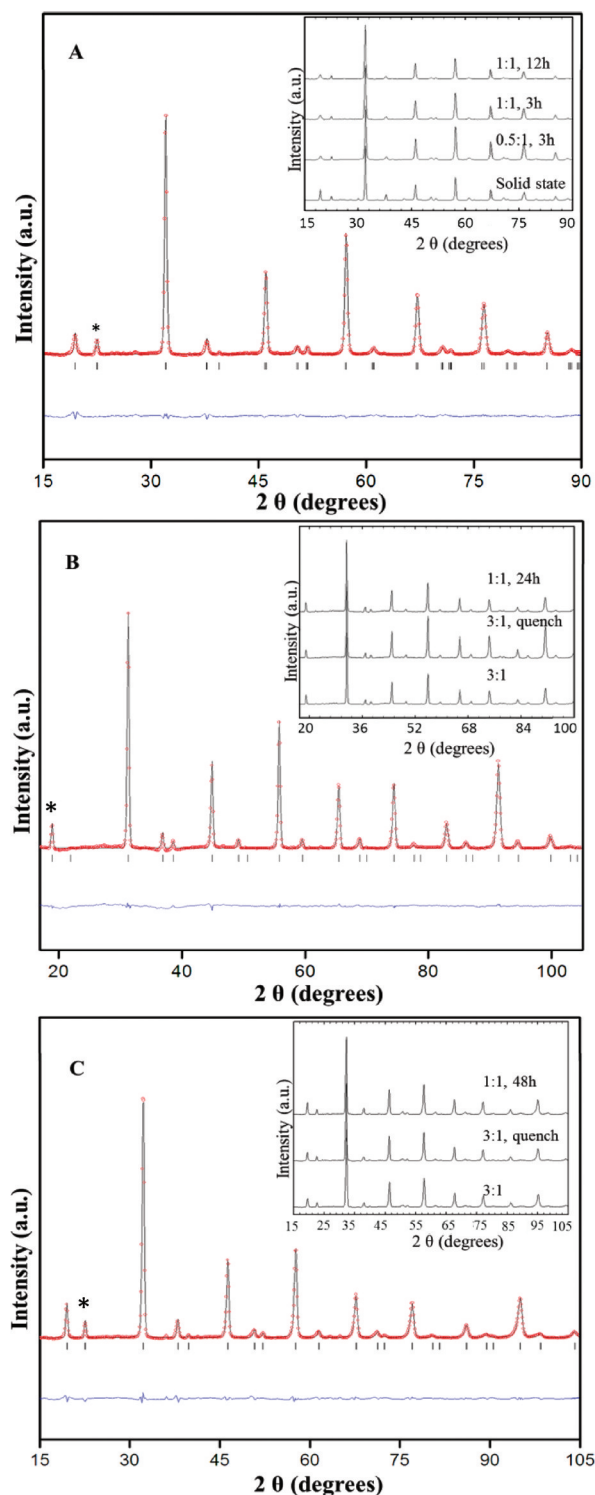 A
Intensity (a.u.)
1:1, 12h
1:1, 3h
0.5:1, 3h
Solid state
15 30 45 60 75 90
2 θ (degrees)
Intensity (a.u.)
*
15 30 45 60 75 90
2 θ (degrees)
B
Intensity (a.u.)
1:1, 24h
3:1, quench
3:1
20 36 52 68 84 100
2 θ (degrees)
Intensity (a.u.)
*
20 40 60 80 100
2 θ (degrees)
C
Intensity (a.u.)
1:1, 48h
3:1, quench
3:1
15 25 35 45 55 65 75 85 95 105
2 θ (degrees)
Intensity (a.u.)
*
15 30 45 60 75 90 105
2 θ (degrees)